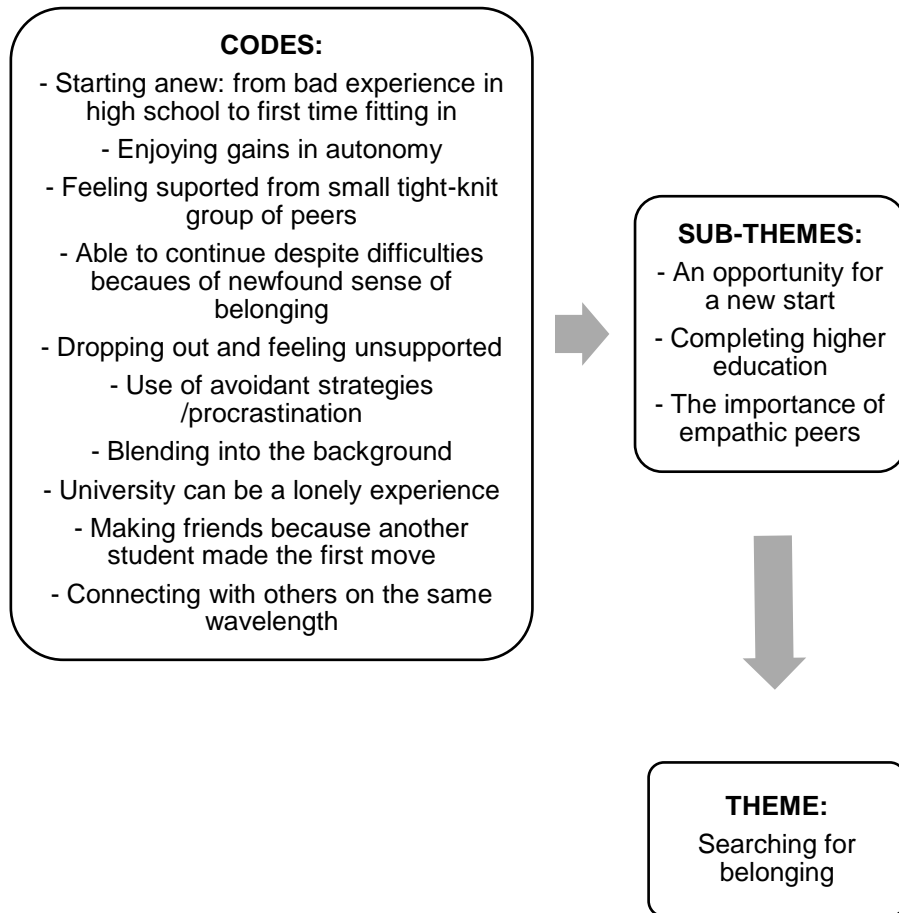 CODES:
- Starting anew: from bad experience in
high school to first time fitting in
- Enjoying gains in autonomy
- Feeling suported from small tight-knit
group of peers
- Able to continue despite difficulties
becaues of newfound sense of
belonging
- Dropping out and feeling unsupported
- Use of avoidant strategies
/procrastination
- Blending into the background
- University can be a lonely experience
- Making friends because another
student made the first move
- Connecting with others on the same
wavelength
SUB-THEMES:
- An opportunity for
a new start
- Completing higher
education
- The importance of
empathic peers
THEME:
Searching for
belonging